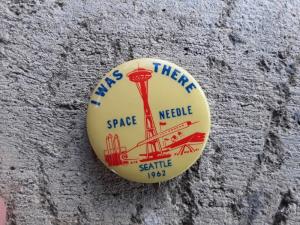 I WAS THERE
SPACE NEEDLE
SEATTLE
1962